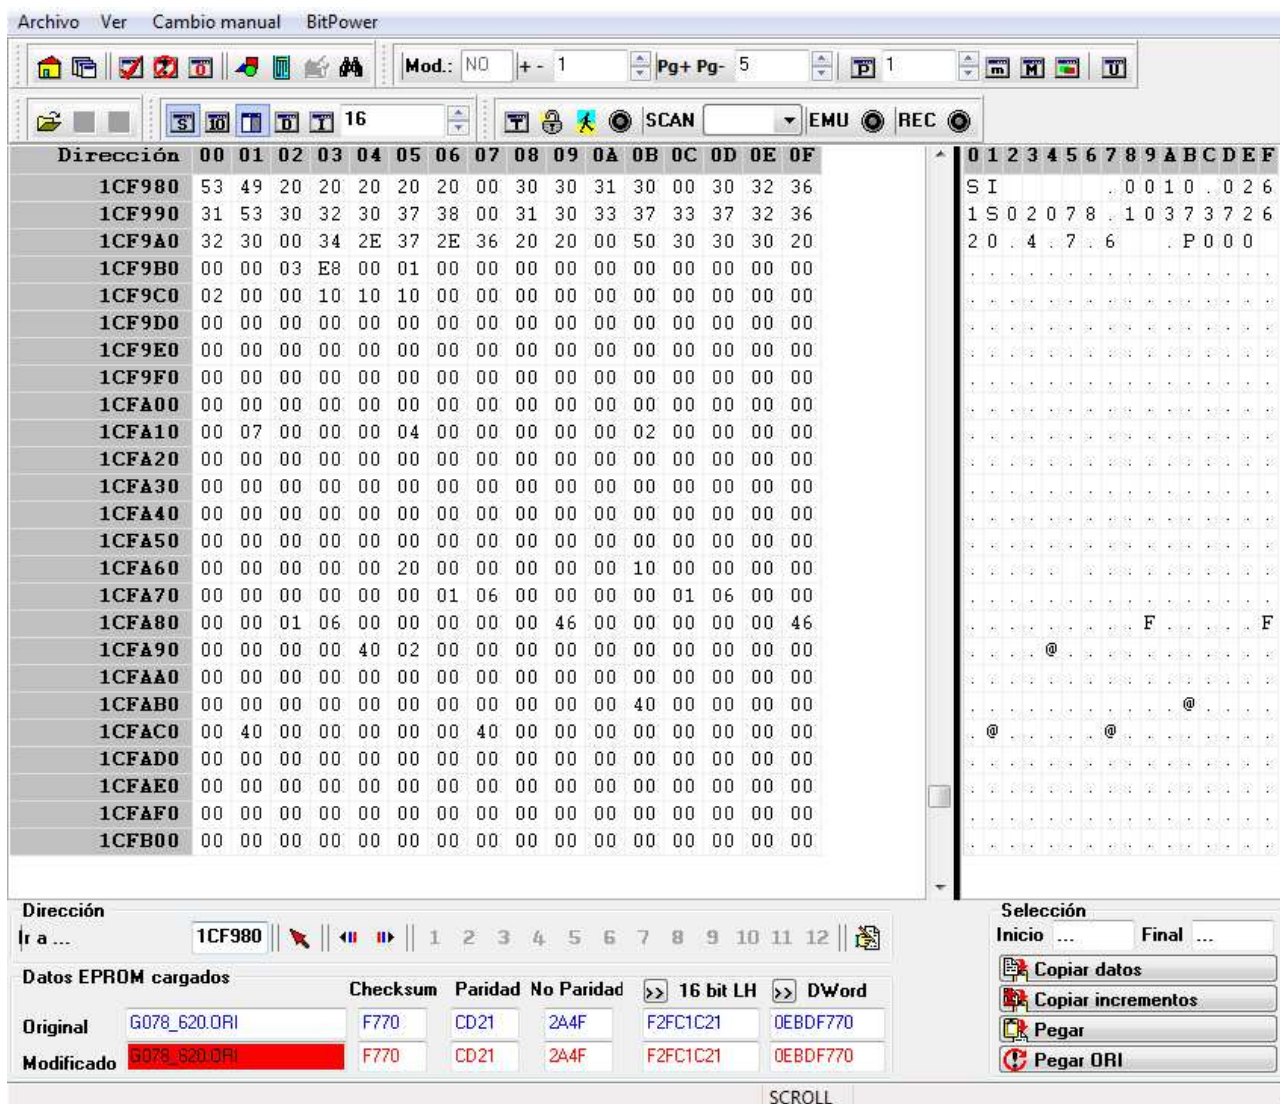 Archivo Ver Cambio manual BitPower
Mod.: NO + - 1 Pg+ Pg- 5 P 1 m M U
S 10 D I 16 T SCAN EMU REC
Dirección 00 01 02 03 04 05 06 07 08 09 0A 0B 0C 0D 0E 0F 0 1 2 3 4 5 6 7 8 9 A B C D E F
1CF980 53 49 20 20 20 20 20 00 30 30 31 30 00 30 32 36 S I . 0 0 1 0 . 0 2 6
1CF990 31 53 30 32 30 37 38 00 31 30 33 37 33 37 32 36 1 S 0 2 0 7 8 . 1 0 3 7 3 7 2 6
1CF9A0 32 30 00 34 2E 37 2E 36 20 20 00 50 30 30 30 20 2 0 . 4 . 7 . 6 . P 0 0 0
1CF9B0 00 00 03 E8 00 01 00 00 00 00 00 00 00 00 00 00 . . . . . . . . . . . . . . . .
1CF9C0 02 00 00 10 10 10 00 00 00 00 00 00 00 00 00 00 . . . . . . . . . . . . . . . .
1CF9D0 00 00 00 00 00 00 00 00 00 00 00 00 00 00 00 00 . . . . . . . . . . . . . . . .
1CF9E0 00 00 00 00 00 00 00 00 00 00 00 00 00 00 00 00 . . . . . . . . . . . . . . . .
1CF9F0 00 00 00 00 00 00 00 00 00 00 00 00 00 00 00 00 . . . . . . . . . . . . . . . .
1CFA00 00 00 00 00 00 00 00 00 00 00 00 00 00 00 00 00 . . . . . . . . . . . . . . . .
1CFA10 00 07 00 00 00 04 00 00 00 00 00 02 00 00 00 00 . . . . . . . . . . . . . . . .
1CFA20 00 00 00 00 00 00 00 00 00 00 00 00 00 00 00 00 . . . . . . . . . . . . . . . .
1CFA30 00 00 00 00 00 00 00 00 00 00 00 00 00 00 00 00 . . . . . . . . . . . . . . . .
1CFA40 00 00 00 00 00 00 00 00 00 00 00 00 00 00 00 00 . . . . . . . . . . . . . . . .
1CFA50 00 00 00 00 00 00 00 00 00 00 00 00 00 00 00 00 . . . . . . . . . . . . . . . .
1CFA60 00 00 00 00 00 20 00 00 00 00 00 10 00 00 00 00 . . . . . . . . . . . . . . .
1CFA70 00 00 00 00 00 00 01 06 00 00 00 00 01 06 00 00 . . . . . . . . . . . . . . . .
1CFA80 00 00 01 06 00 00 00 00 00 46 00 00 00 00 00 46 . . . . . . . . . F . . . . . F
1CFA90 00 00 00 00 40 02 00 00 00 00 00 00 00 00 00 00 . . . . @ . . . . . . . . . . .
1CFAA0 00 00 00 00 00 00 00 00 00 00 00 00 00 00 00 00 . . . . . . . . . . . . . . . .
1CFAB0 00 00 00 00 00 00 00 00 00 00 00 40 00 00 00 00 . . . . . . . . . . . @ . . . .
1CFAC0 00 40 00 00 00 00 00 40 00 00 00 00 00 00 00 00 . @ . . . . . @ . . . . . . . .
1CFAD0 00 00 00 00 00 00 00 00 00 00 00 00 00 00 00 00 . . . . . . . . . . . . . . . .
1CFAE0 00 00 00 00 00 00 00 00 00 00 00 00 00 00 00 00 . . . . . . . . . . . . . . . .
1CFAF0 00 00 00 00 00 00 00 00 00 00 00 00 00 00 00 00 . . . . . . . . . . . . . . . .
1CFB00 00 00 00 00 00 00 00 00 00 00 00 00 00 00 00 00 . . . . . . . . . . . . . . . .
Dirección Selección
Ir a ... 1CF980 1 2 3 4 5 6 7 8 9 10 11 12 Inicio ... Final ...
Datos EPROM cargados Checksum Paridad No Paridad >> 16 bit LH >> DWord Copiar datos
Copiar incrementos
Original G078_620.ORI F770 CD21 2A4F F2FC1C21 0EBDF770 Pegar
Modificado G078_620.ORI F770 CD21 2A4F F2FC1C21 0EBDF770 Pegar ORI
SCROLL